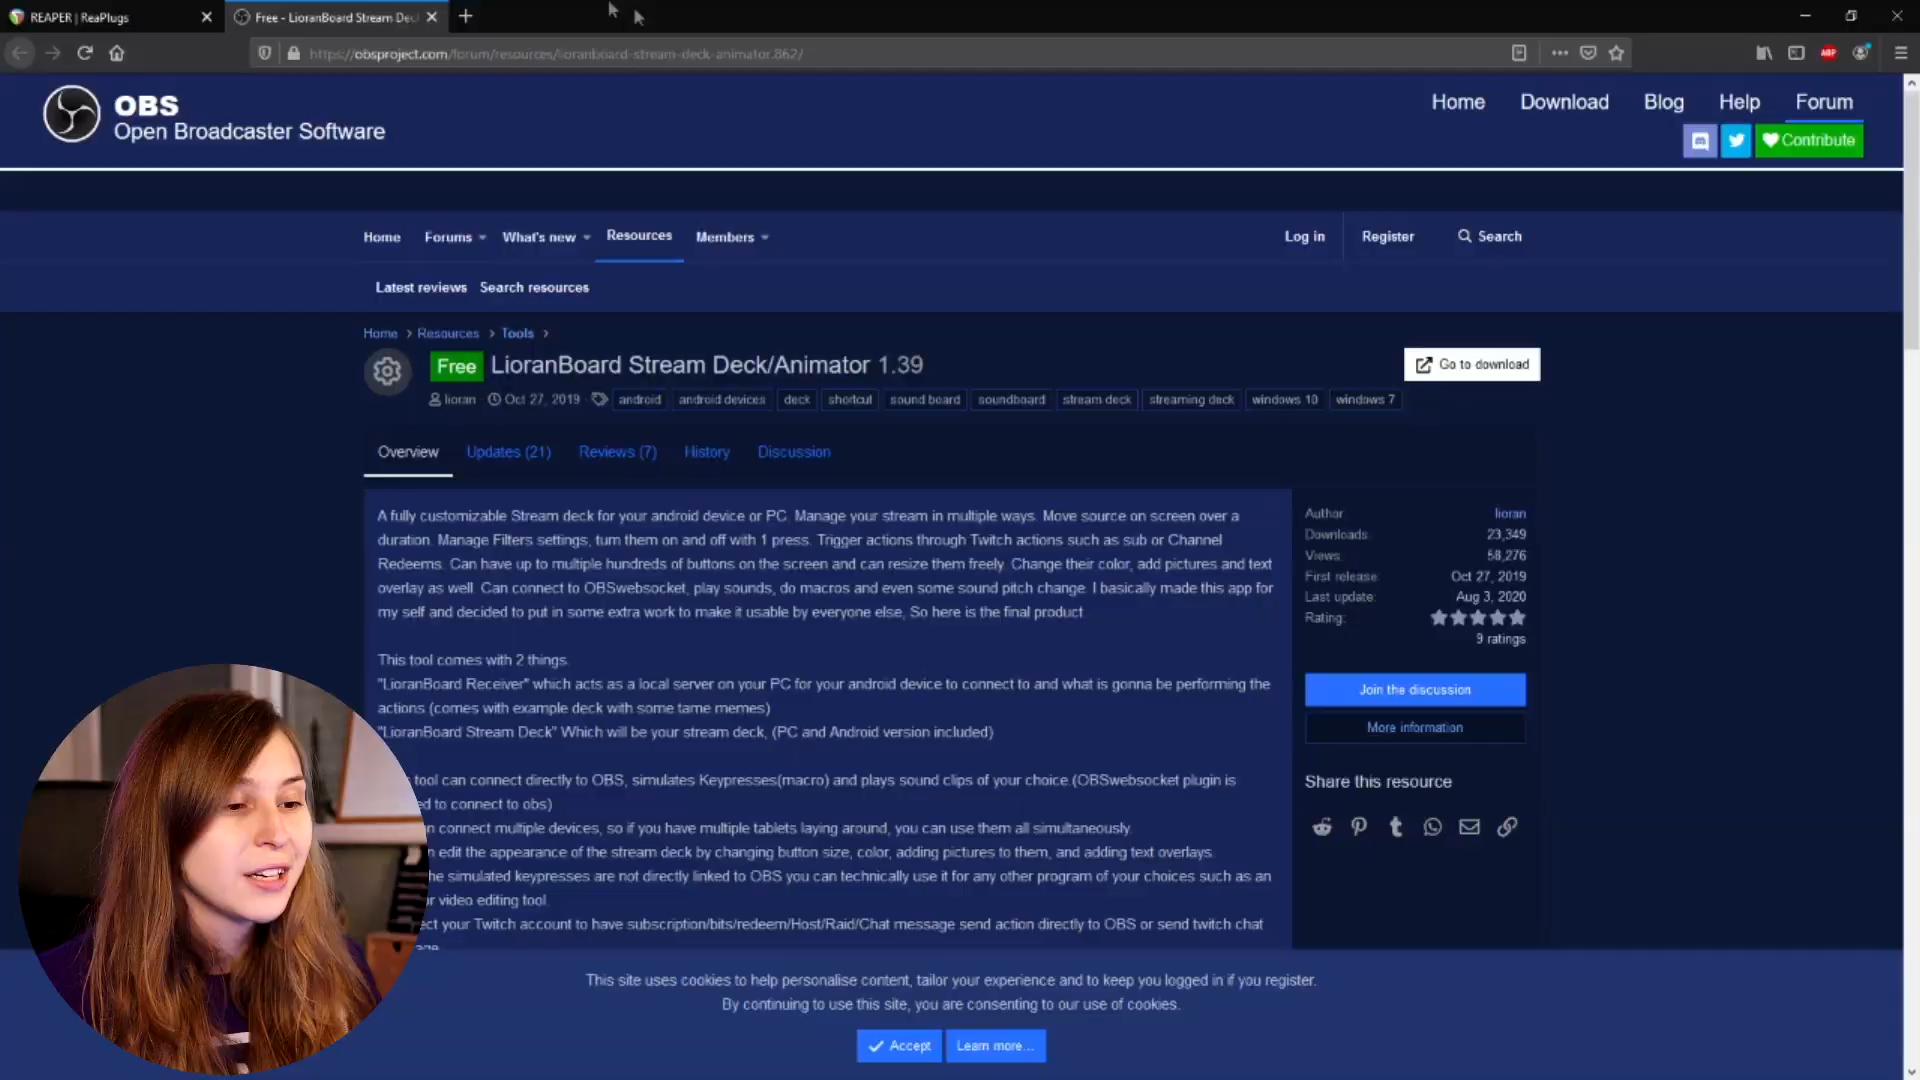 REAPER | ReaPlugs
Free - LioranBoard Stream Dec
https://obsproject.com/forum/resources/lioranboard-stream-deck-animator.862/
ABP
OBS
Open Broadcaster Software
Home Download Blog Help Forum
Contribute
Home Forums What's new Resources Members
Log in Register Search
Latest reviews Search resources
Home > Resources > Tools >
Free LioranBoard Stream Deck/Animator 1.39
Go to download
lioran Oct 27, 2019 android android devices deck shortcut sound board soundboard stream deck streaming deck windows 10 windows 7
Overview Updates (21) Reviews (7) History Discussion
A fully customizable Stream deck for your android device or PC. Manage your stream in multiple ways. Move source on screen over a
duration. Manage Filters settings, turn them on and off with 1 press. Trigger actions through Twitch actions such as sub or Channel
Redeems. Can have up to multiple hundreds of buttons on the screen and can resize them freely. Change their color, add pictures and text
overlay as well. Can connect to OBSwebsocket, play sounds, do macros and even some sound pitch change. I basically made this app for
my self and decided to put in some extra work to make it usable by everyone else, So here is the final product
This tool comes with 2 things.
"LioranBoard Receiver" which acts as a local server on your PC for your android device to connect to and what is gonna be performing the
actions (comes with example deck with some tame memes)
"LioranBoard Stream Deck" Which will be your stream deck, (PC and Android version included)
tool can connect directly to OBS, simulates Keypresses(macro) and plays sound clips of your choice.(OBSwebsocket plugin is
ed to connect to obs)
n connect multiple devices, so if you have multiple tablets laying around, you can use them all simultaneously.
n edit the appearance of the stream deck by changing button size, color, adding pictures to them, and adding text overlays.
he simulated keypresses are not directly linked to OBS you can technically use it for any other program of your choices such as an
r video editing tool.
ect your Twitch account to have subscription/bits/redeem/Host/Raid/Chat message send action directly to OBS or send twitch chat
Author lioran
Downloads: 23,349
Views: 58,276
First release: Oct 27, 2019
Last update: Aug 3, 2020
Rating:
9 ratings
Join the discussion
More information
Share this resource
This site uses cookies to help personalise content, tailor your experience and to keep you logged in if you register.
By continuing to use this site, you are consenting to our use of cookies.
Accept Learn more...